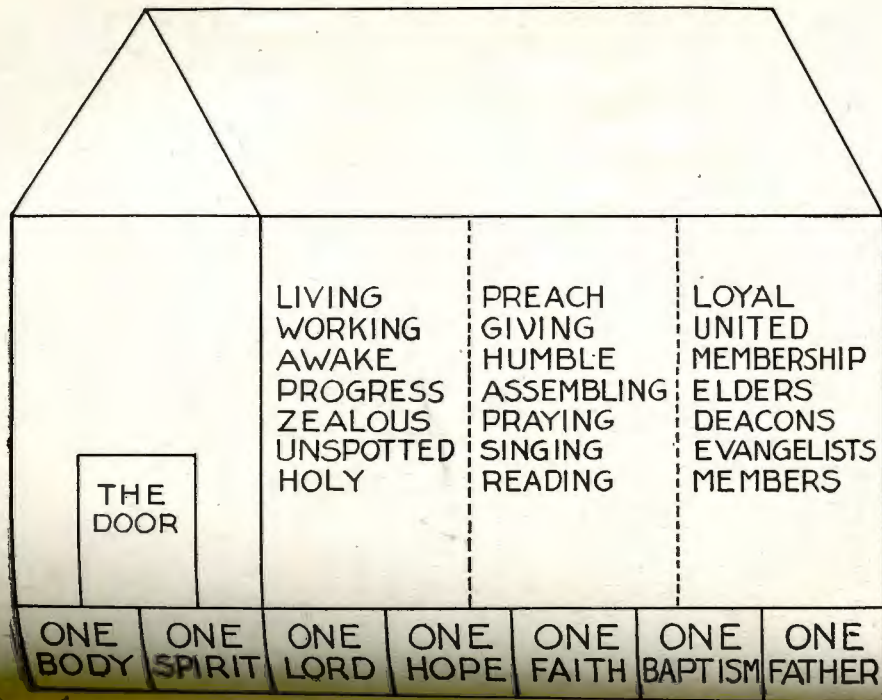 LIVING
WORKING
AWAKE
PROGRESS
ZEALOUS
UNSPOTTED
HOLY
PREACH
GIVING
HUMBLE
ASSEMBLING
PRAYING
SINGING
READING
LOYAL
UNITED
MEMBERSHIP
ELDERS
DEACONS
EVANGELISTS
MEMBERS
THE
DOOR
ONE
BODY
ONE
SPIRIT
ONE
LORD
ONE
HOPE
ONE
FAITH
ONE
BAPTISM
ONE
FATHER